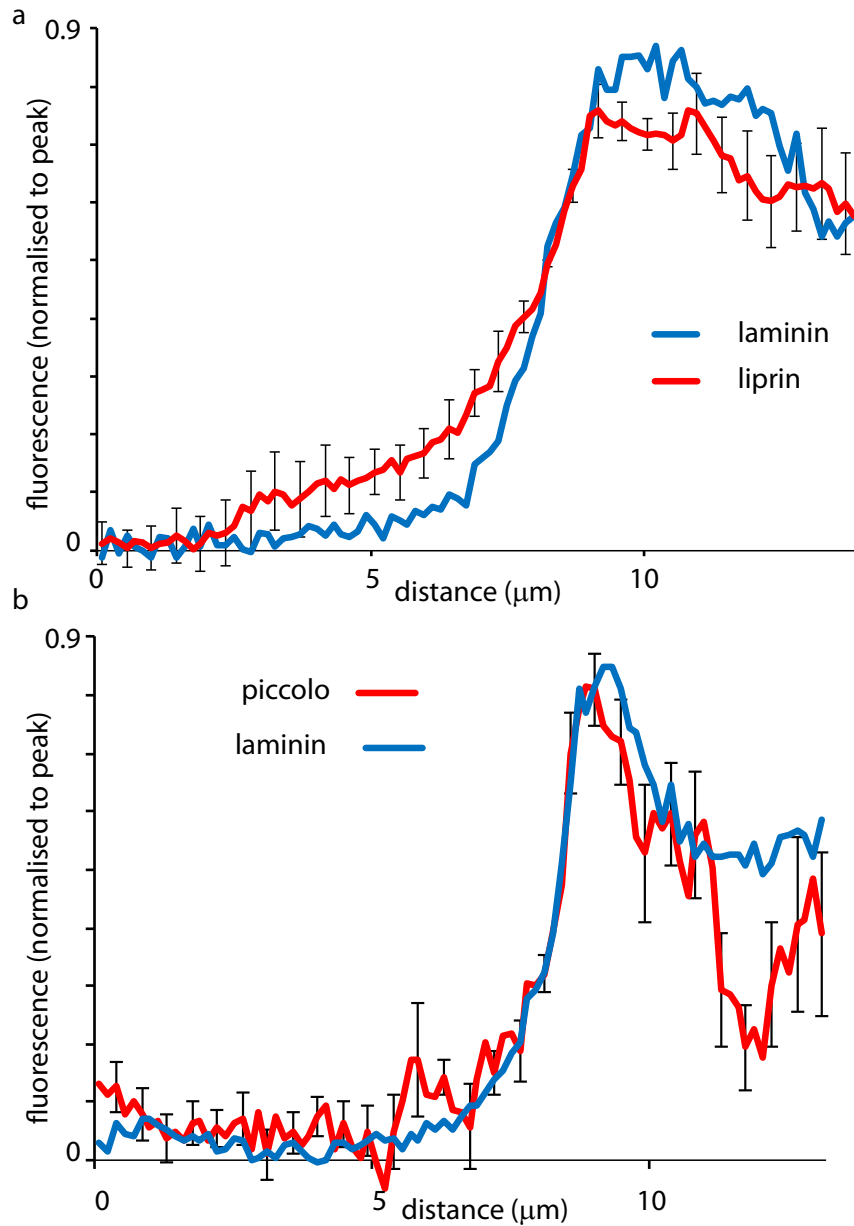 a
0.9
fluorescence (normalised to peak)
laminin
liprin
0
0
5
10
distance (μm)
b
0.9
piccolo
laminin
fluorescence (normalised to peak)
0
0
5
10
distance (μm)